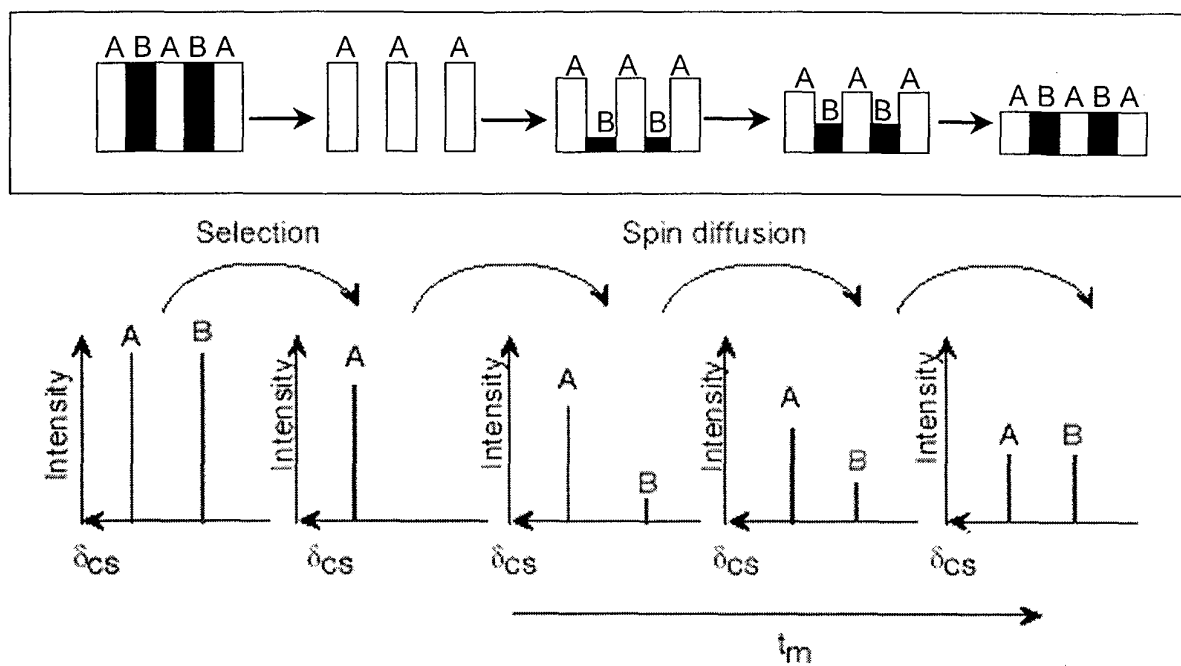 A B A B A
A A A
A A A
B B
A A A
B B
A B A B A
Selection
Spin diffusion
Intensity
A B
δCS
Intensity
A
δCS
Intensity
A
B
δCS
Intensity
A
B
δCS
Intensity
A B
δCS
tm